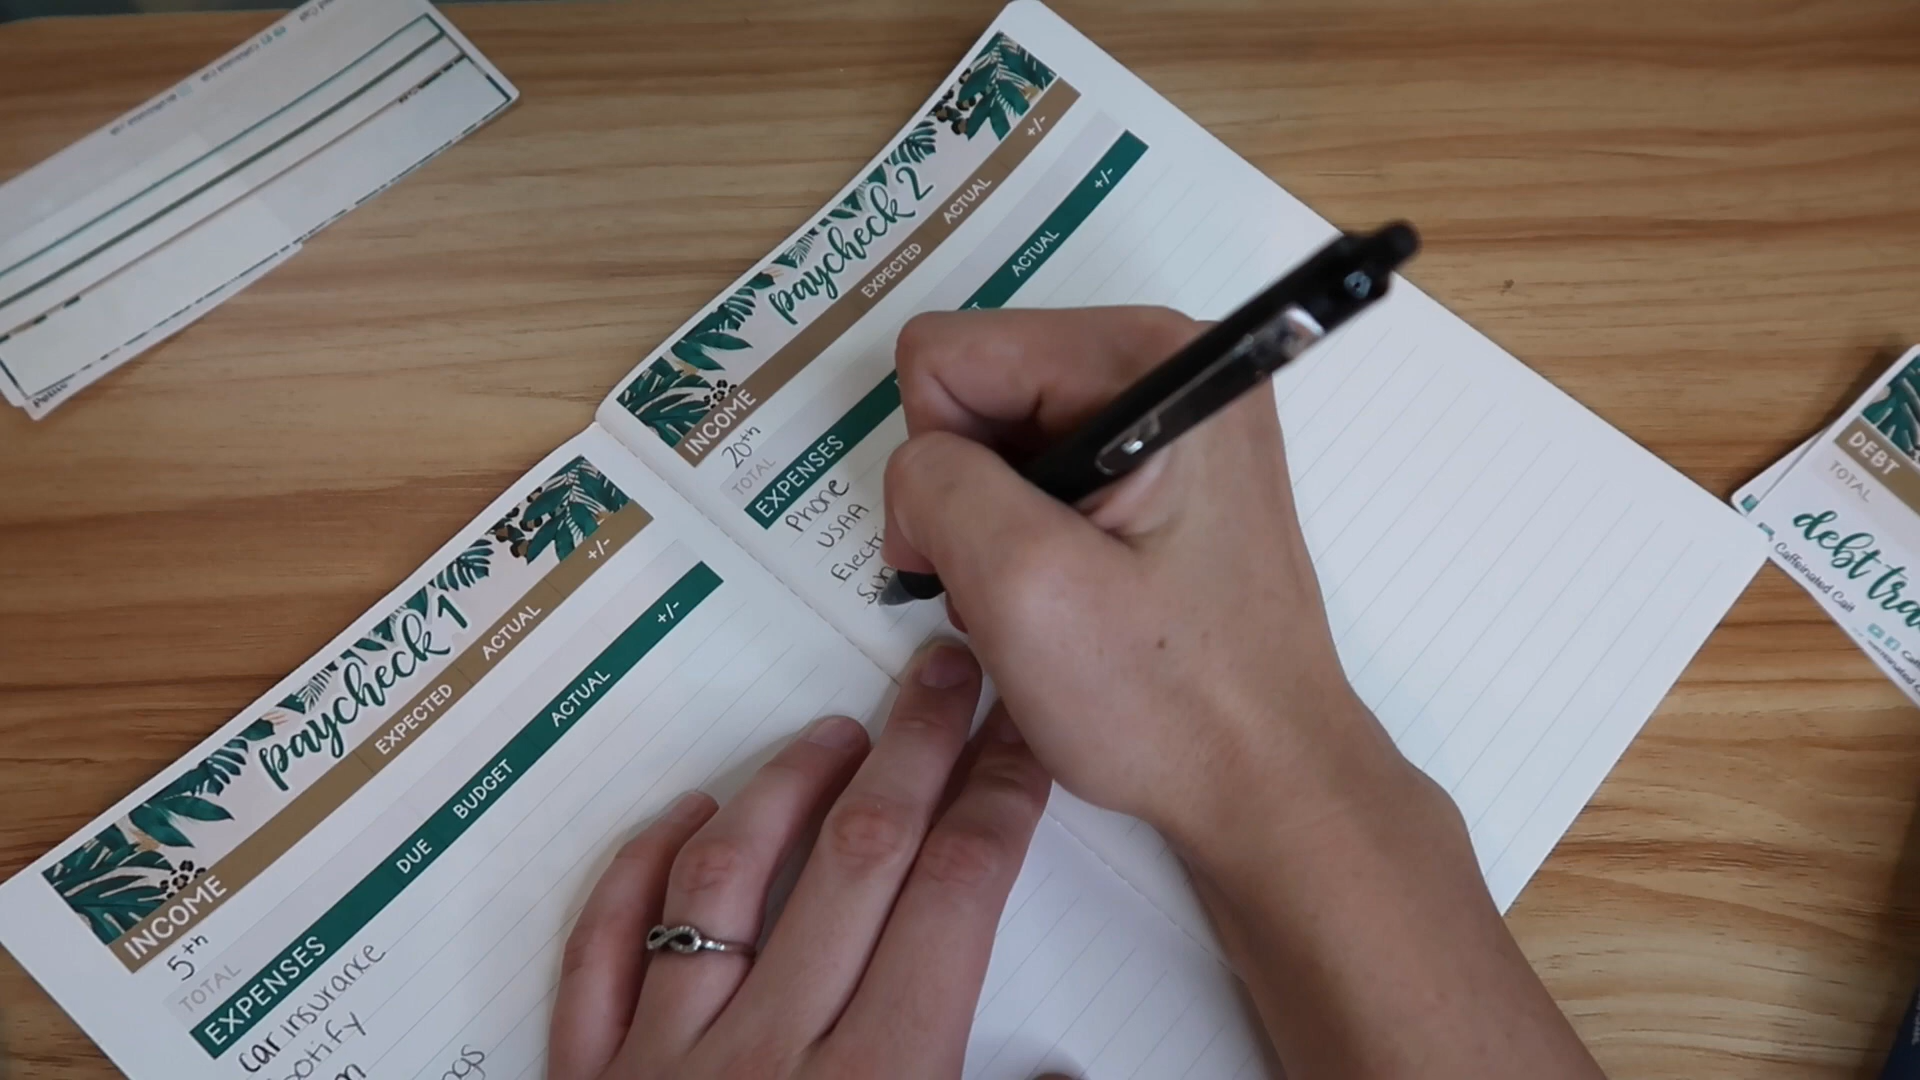 paycheck 1
INCOME EXPECTED ACTUAL +/-
5th
TOTAL
EXPENSES DUE BUDGET ACTUAL +/-
car insurance
paycheck 2
INCOME EXPECTED ACTUAL +/-
20th
TOTAL
EXPENSES ACTUAL +/-
Phone
USAA
DEBT
TOTAL
debt
Caffeinated Cait